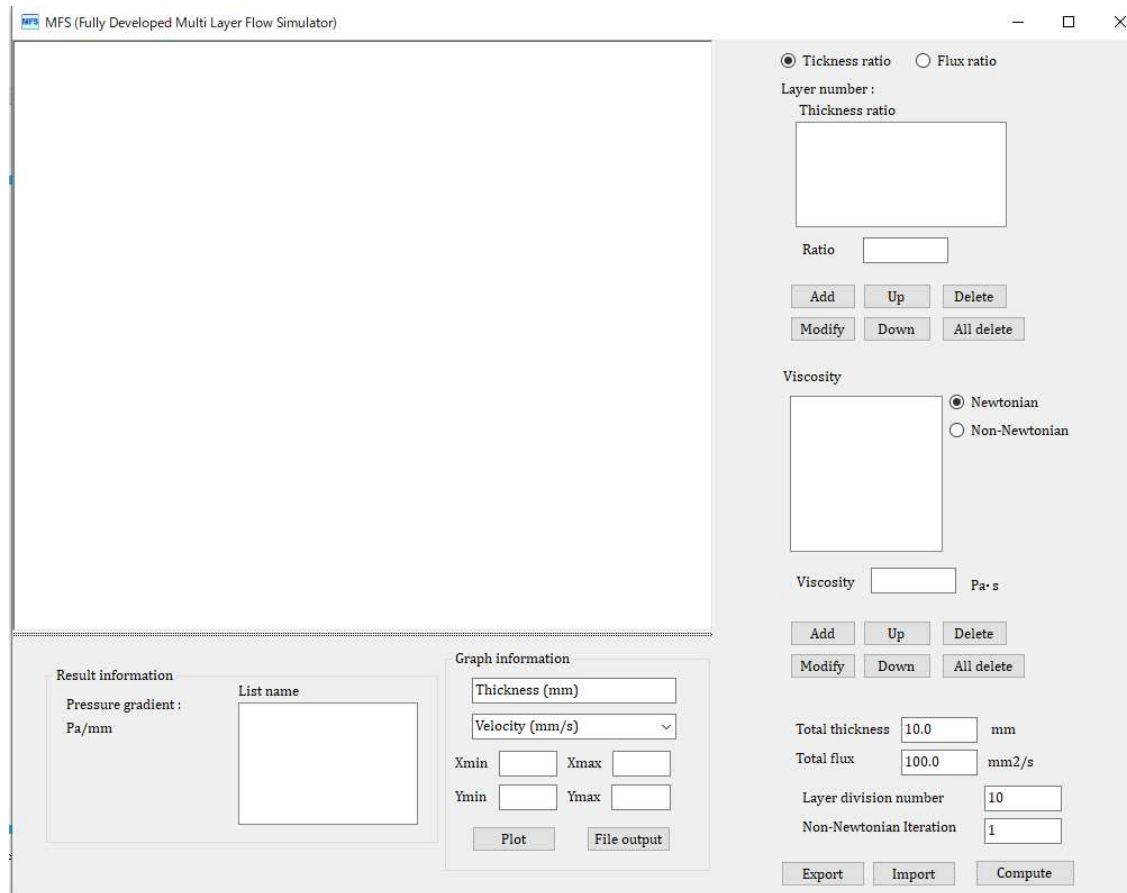 MFS MFS (Fully Developed Multi Layer Flow Simulator)
Tickness ratio Flux ratio
Layer number :
Thickness ratio
Ratio
Add Up Delete
Modify Down All delete
Viscosity
Newtonian
Non-Newtonian
Viscosity Pa・s
Add Up Delete
Modify Down All delete
Result information
Pressure gradient :
Pa/mm
List name
Graph information
Thickness (mm)
Velocity (mm/s)
Xmin Xmax
Ymin Ymax
Plot File output
Total thickness 10.0 mm
Total flux 100.0 mm2/s
Layer division number 10
Non-Newtonian Iteration 1
Export Import Compute